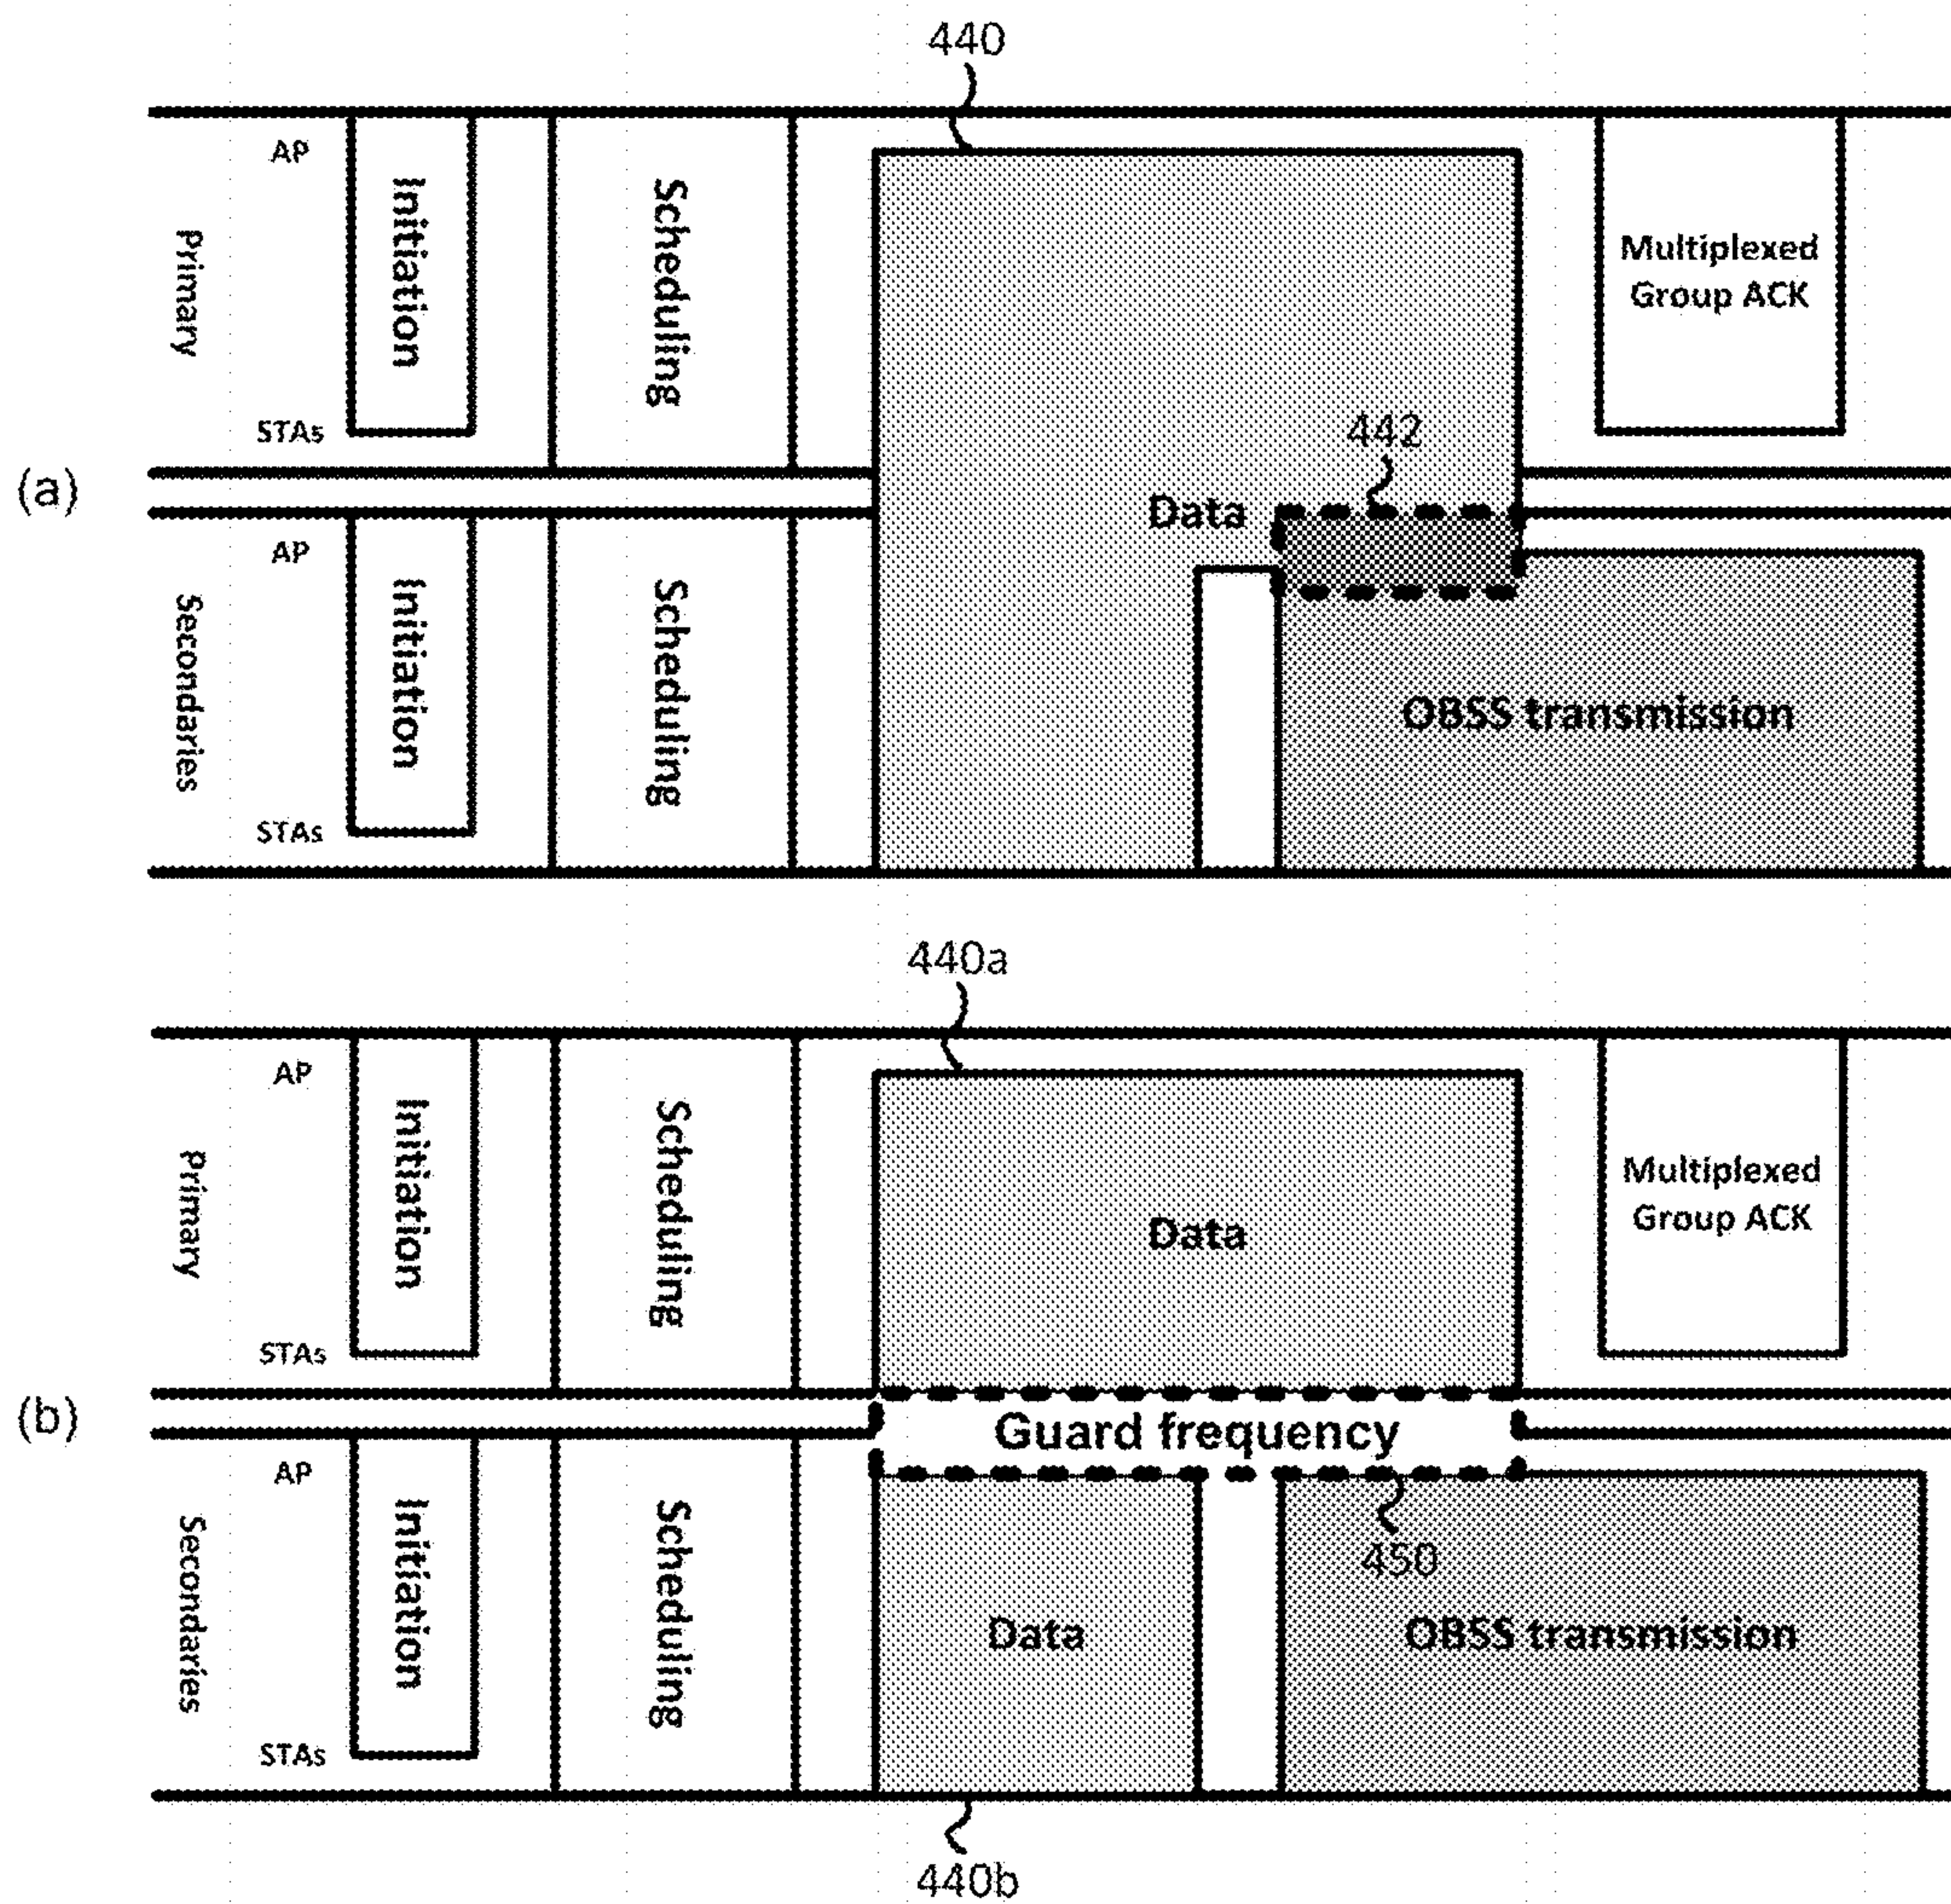 440
AP
Initiation
Scheduling
Primary
Multiplexed
Group ACK
STAs
442
(a)
Data
AP
Initiation
Scheduling
Secondaries
OBSS transmission
STAs
440a
AP
Initiation
Scheduling
Primary
Multiplexed
Group ACK
Data
STAs
(b)
Guard frequency
AP
Initiation
Scheduling
Secondaries
450
Data
OBSS transmission
STAs
440b